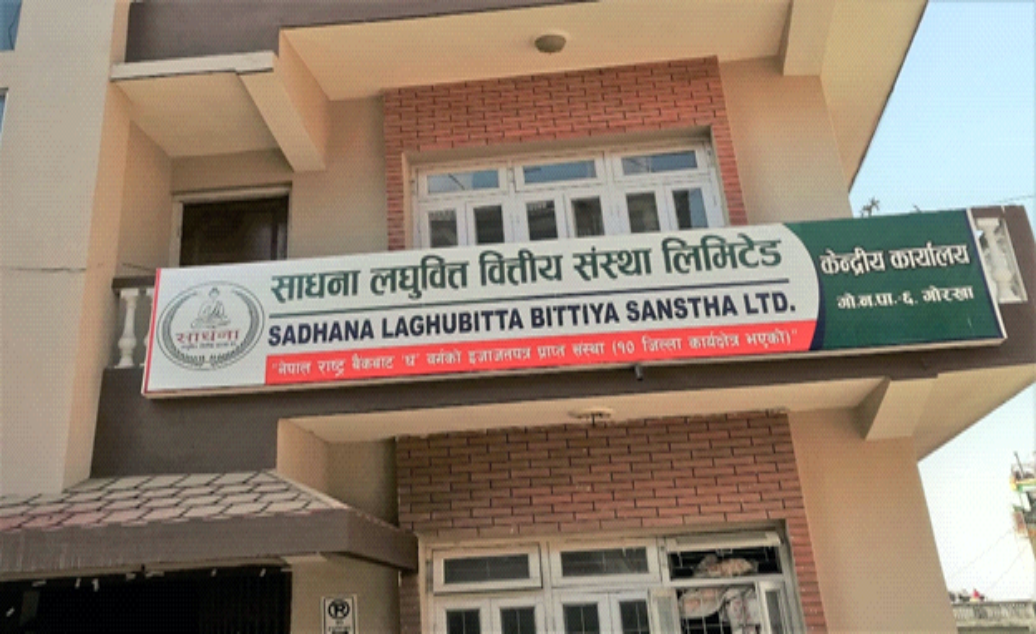 साधना लघुवित्त वित्तीय संस्था लिमिटेड
SADHANA LAGHUBITTA BITTIYA SANSTHA LTD.
"नेपाल राष्ट्र बैंकबाट 'घ' वर्गको इजाजतपत्र प्राप्त संस्था (१० जिल्ला कार्यक्षेत्र भएको)"
केन्द्रीय कार्यालय
गो.न.पा.-६, गोरखा
साधना